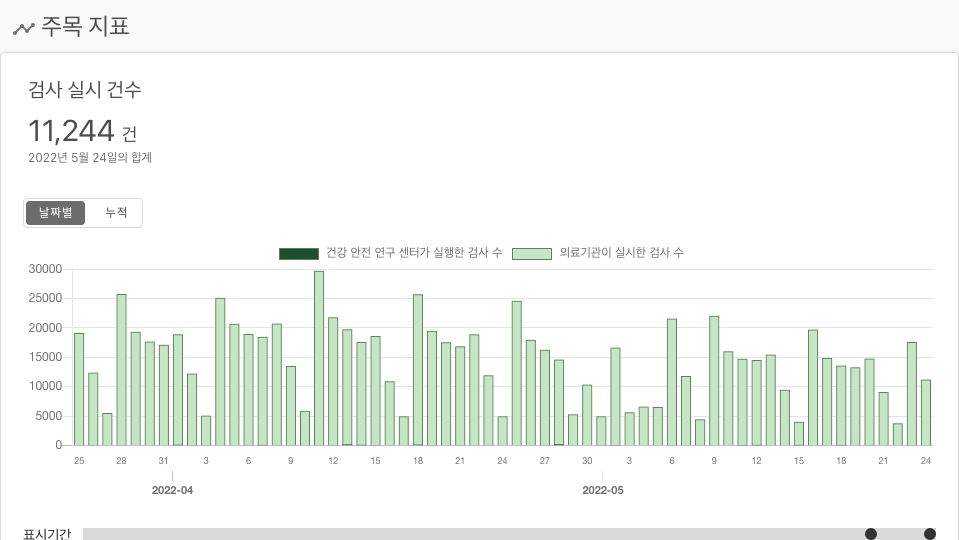 주목 지표
검사 실시 건수
11,244 건
2022년 5월 24일의 합계
날짜별 누적
건강 안전 연구 센터가 실행한 검사 수 의료기관이 실시한 검사 수
30000
25000
20000
15000
10000
5000
0
25 28 31 3 6 9 12 15 18 21 24 27 30 3 6 9 12 15 18 21 24
2022-04 2022-05
표시기간